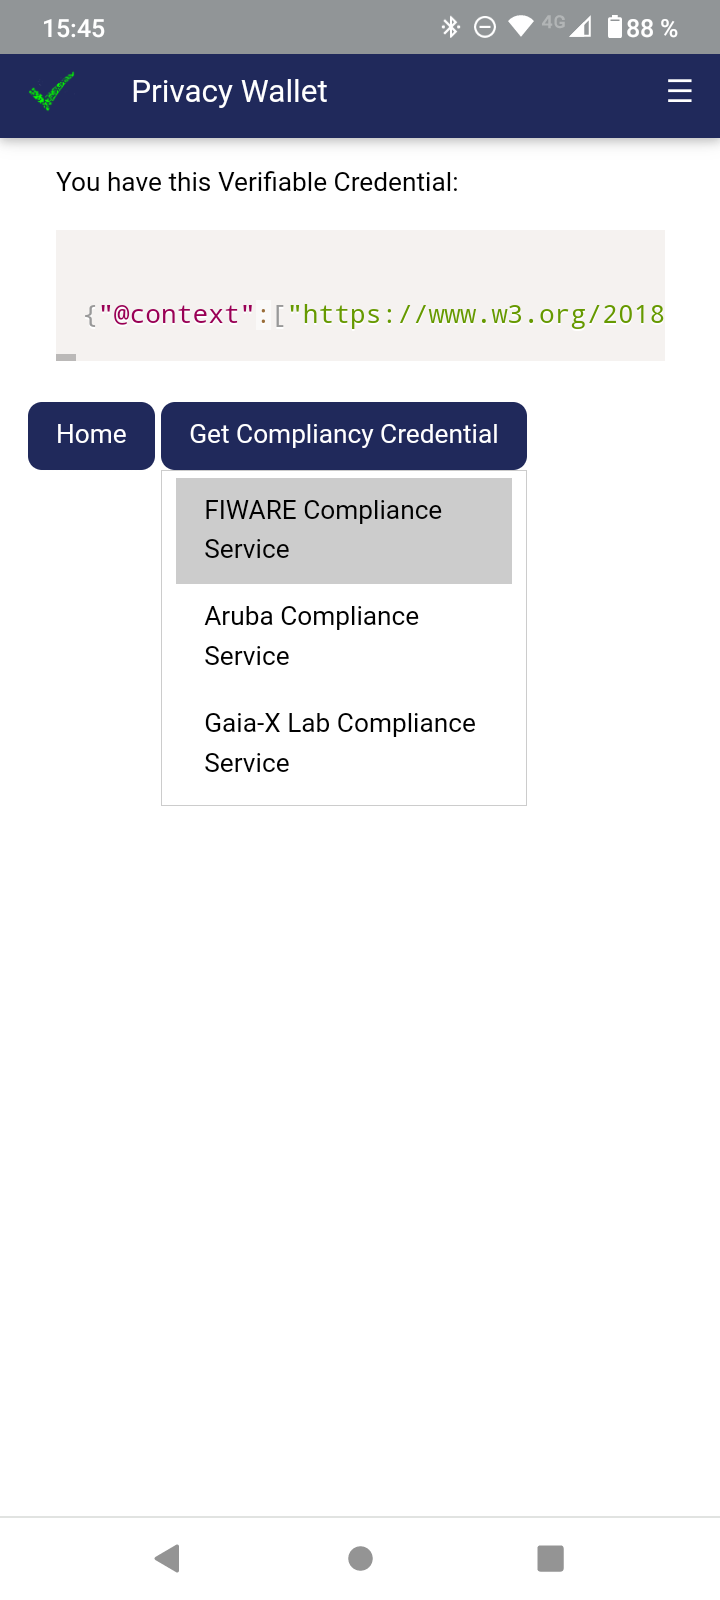 15:45 4G 88 %
Privacy Wallet
You have this Verifiable Credential:
{"@context":["https://www.w3.org/2018
Home Get Compliancy Credential
FIWARE Compliance
Service
Aruba Compliance
Service
Gaia-X Lab Compliance
Service